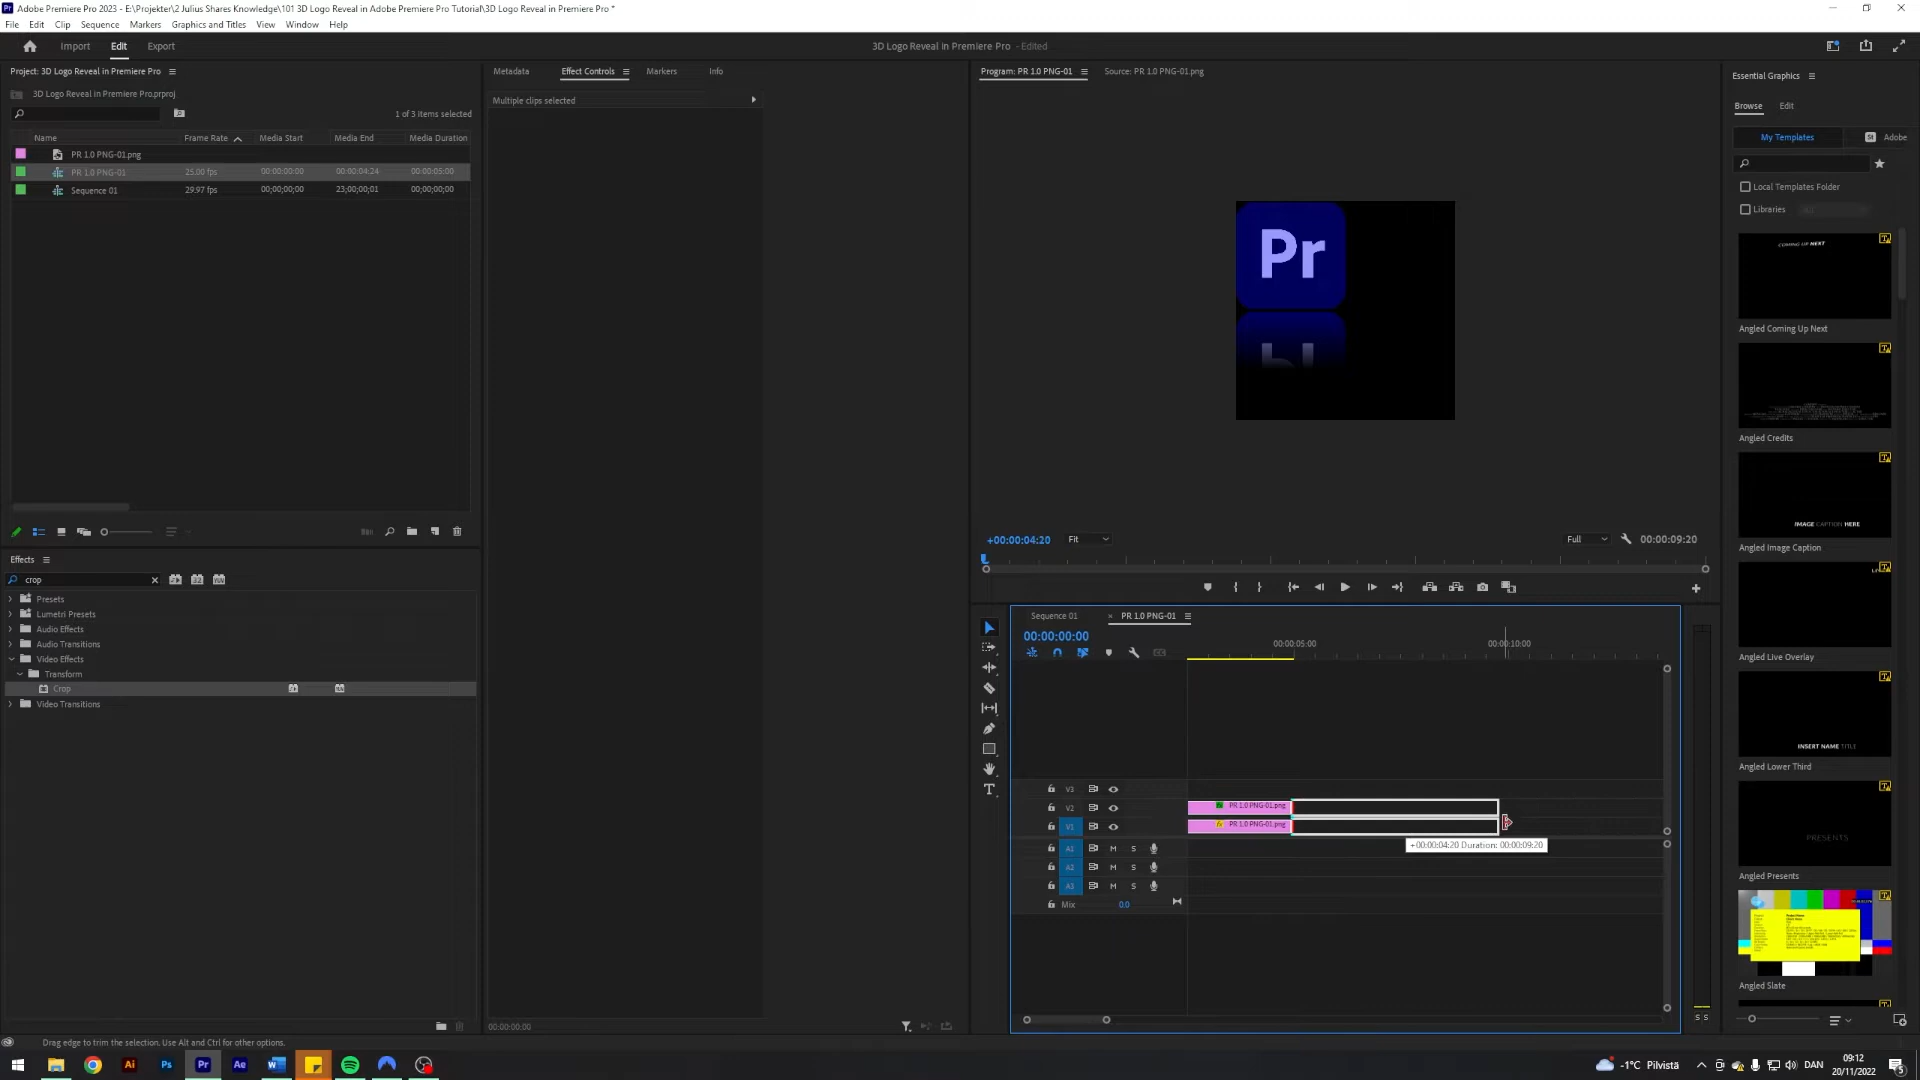 Adobe Premiere Pro 2023 - E:\Projekter\2 Julius Shares Knowledge\101 3D Logo Reveal in Adobe Premiere Pro Tutorial\3D Logo Reveal in Premiere Pro *
File Edit Clip Sequence Markers Graphics and Titles View Window Help
Import Edit Export
3D Logo Reveal in Premiere Pro - Edited
Project: 3D Logo Reveal in Premiere Pro
3D Logo Reveal in Premiere Pro.prproj
1 of 3 items selected
Name Frame Rate Media Start Media End Media Duration
PR 1.0 PNG-01.png
PR 1.0 PNG-01 25.00 fps 00:00:00:00 00:00:04:24 00:00:05:00
Sequence 01 29.97 fps 00;00;00;00 23;00;00;01 00;00;00;00
Metadata Effect Controls Markers Info
Multiple clips selected
00:00:00:00
Effects
crop
Presets
Lumetri Presets
Audio Effects
Audio Transitions
Video Effects
Transform
Crop
Video Transitions
Program: PR 1.0 PNG-01 Source: PR 1.0 PNG-01.png
Pr
+00:00:04:20 Fit Full 00:00:09:20
Sequence 01 × PR 1.0 PNG-01
00:00:00:00
00:00:05:00 00:00:10:00
V3
V2 PR 1.0 PNG-01.png
V1 PR 1.0 PNG-01.png
+00:00:04:20 Duration: 00:00:09:20
A1 M S
A2 M S
A3 M S
Mix 0.0
S S
Essential Graphics
Browse Edit
My Templates St Adobe
Local Templates Folder
Libraries All
COMING UP NEXT
Angled Coming Up Next
Angled Credits
IMAGE CAPTION HERE
Angled Image Caption
Angled Live Overlay
INSERT NAME TITLE
Angled Lower Third
PRESENTS
Angled Presents
Angled Slate
Drag edge to trim the selection. Use Alt and Ctrl for other options.
Ai Ps Pr Ae
-1°C Pilvistä
DAN
09:12
20/11/2022
5